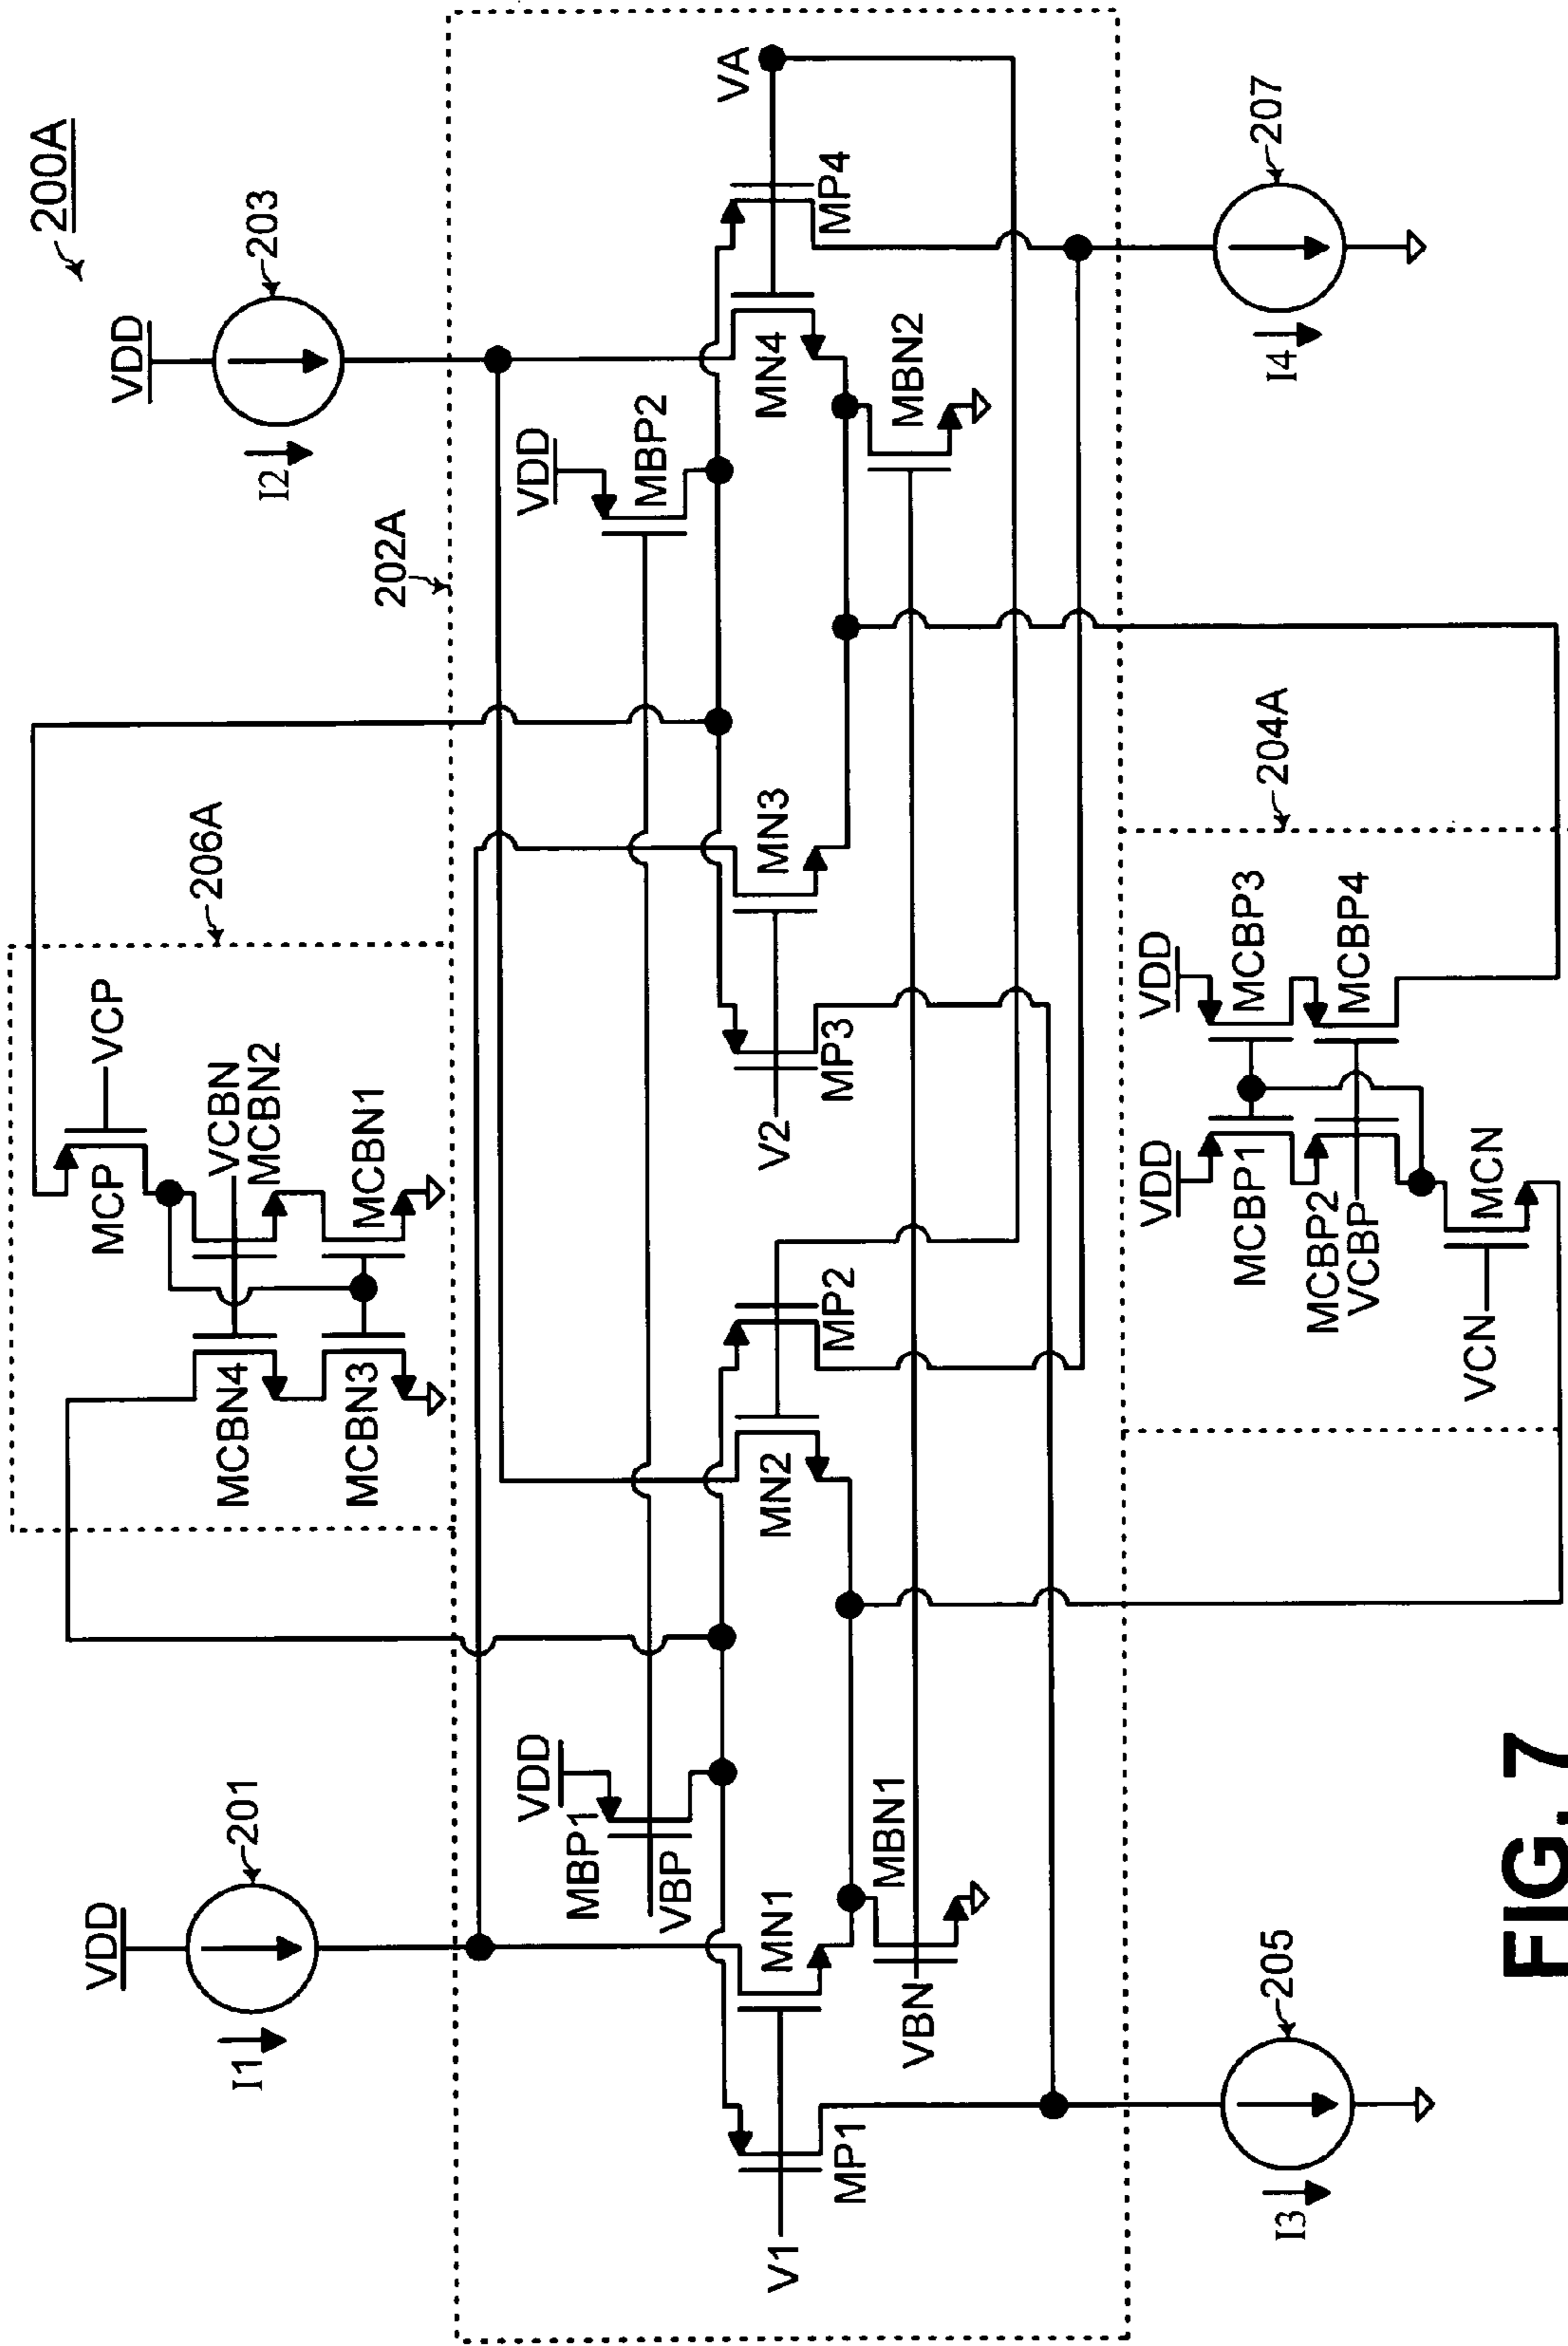 200A
VDD
203
I2
202A
VDD
MBP2
VA
MP4
MN4
MBN2
207
I4
206A
VCP
MCP
VCBN
MCBN2
MCBN1
MCBN4
MCBN3
MN3
V2
MP3
204A
VDD
MCBP3
MCBP4
VDD
MCBP1
MCBP2
VCBP
MCN
VCN
MP2
MN2
VDD
201
I1
VDD
MBP1
VBP
MN1
MBN1
VBN
MP1
V1
205
I3
FIG. 7